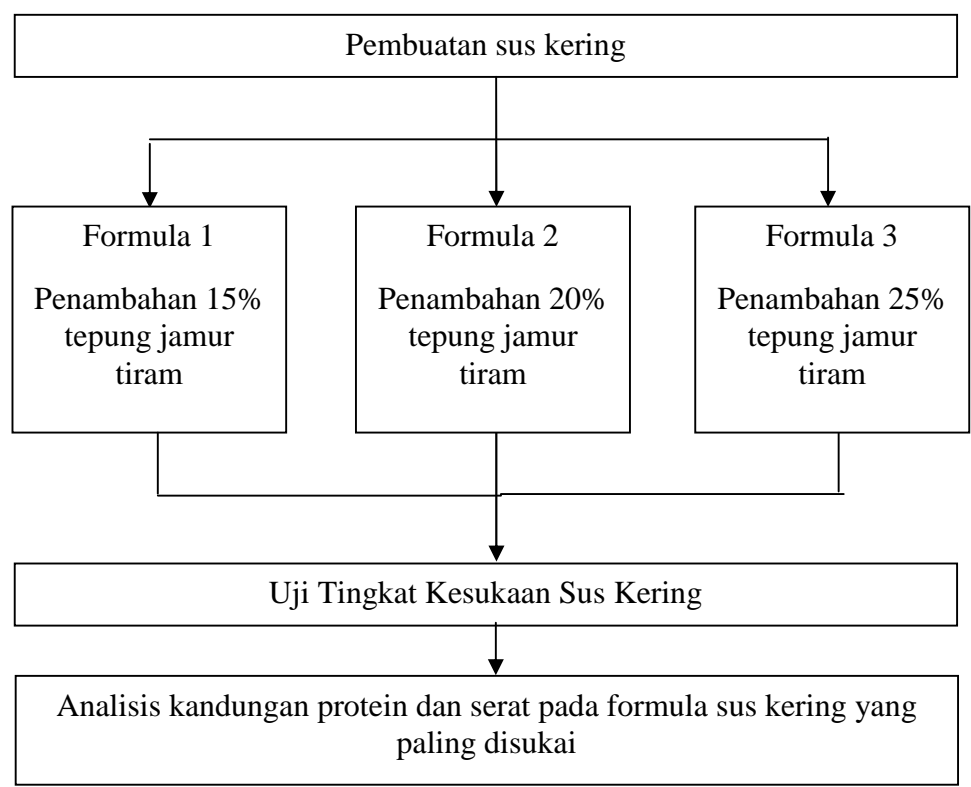 Pembuatan sus kering
Formula 1
Penambahan 15%
tepung jamur
tiram
Formula 2
Penambahan 20%
tepung jamur
tiram
Formula 3
Penambahan 25%
tepung jamur
tiram
Uji Tingkat Kesukaan Sus Kering
Analisis kandungan protein dan serat pada formula sus kering yang
paling disukai